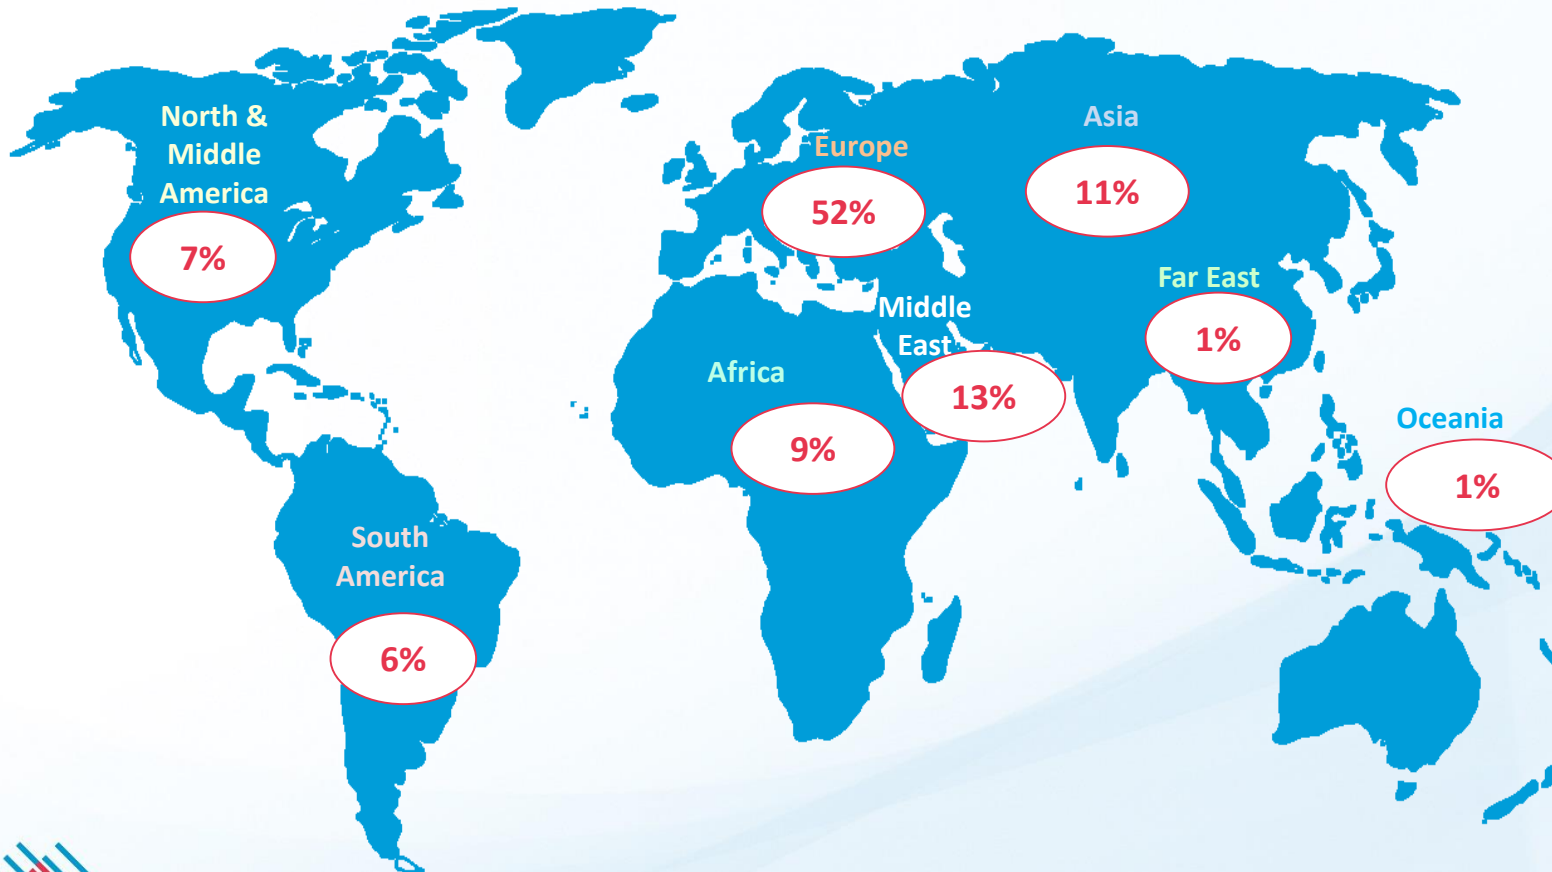 North &
Middle
America
7%
Europe
52%
Asia
11%
Far East
1%
Middle
East
13%
Africa
9%
Oceania
1%
South
America
6%